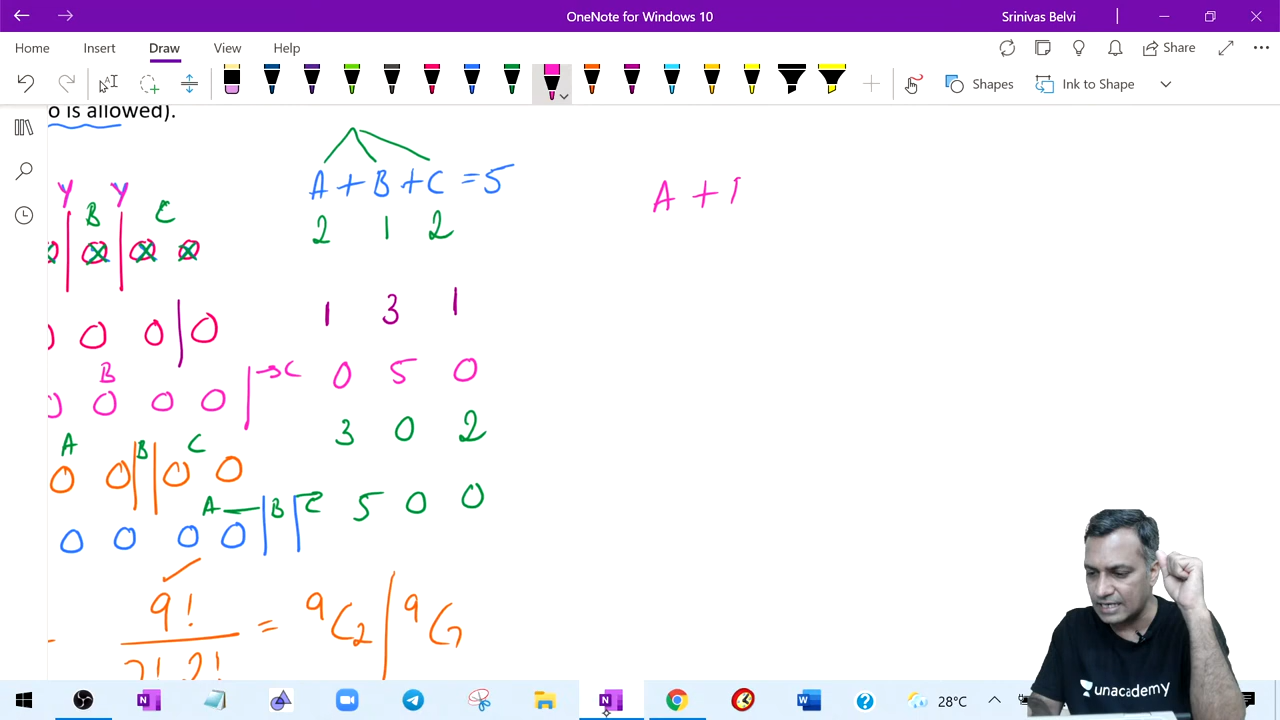 OneNote for Windows 10
Srinivas Belvi
Home Insert Draw View Help
Share
Shapes
Ink to Shape
o is allowed).
A + B + C = 5
A + 1
Y Y
B C
2 1 2
1 3 1
B
→ C
0 5 0
A B C
3 0 2
A B C
5 0 0
9!
= 9C2 | 9C7
7! 2!
unacademy
28°C